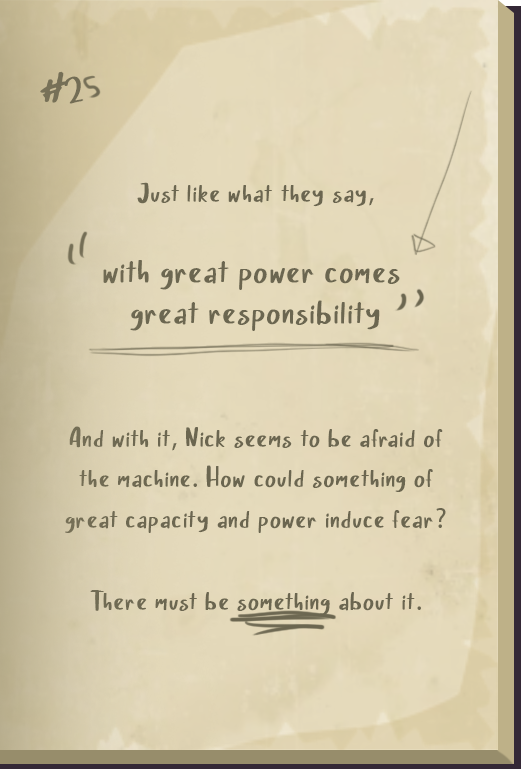 #25
Just like what they say,
"with great power comes
great responsibility"
And with it, Nick seems to be afraid of
the machine. How could something of
great capacity and power induce fear?
There must be something about it.